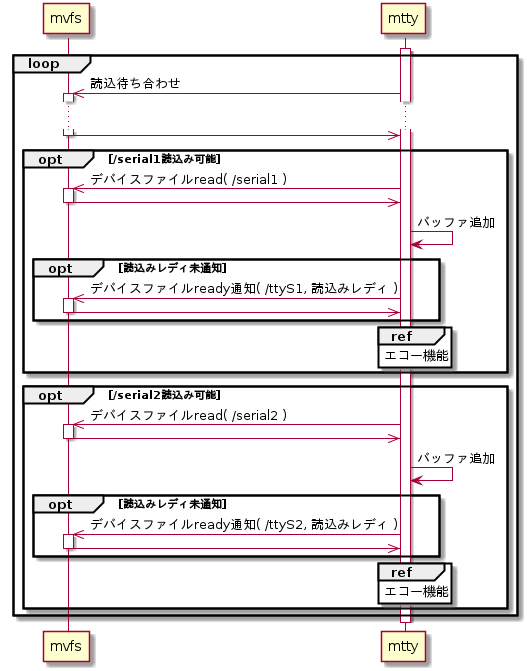 mvfs
mtty
loop
読込待ち合わせ
opt
[/serial1読込み可能]
デバイスファイルread( /serial1 )
バッファ追加
opt
[読込みレディ未通知]
デバイスファイルready通知( /ttyS1, 読込みレディ )
ref
エコー機能
opt
[/serial2読込み可能]
デバイスファイルread( /serial2 )
バッファ追加
opt
[読込みレディ未通知]
デバイスファイルready通知( /ttyS2, 読込みレディ )
ref
エコー機能
mvfs
mtty